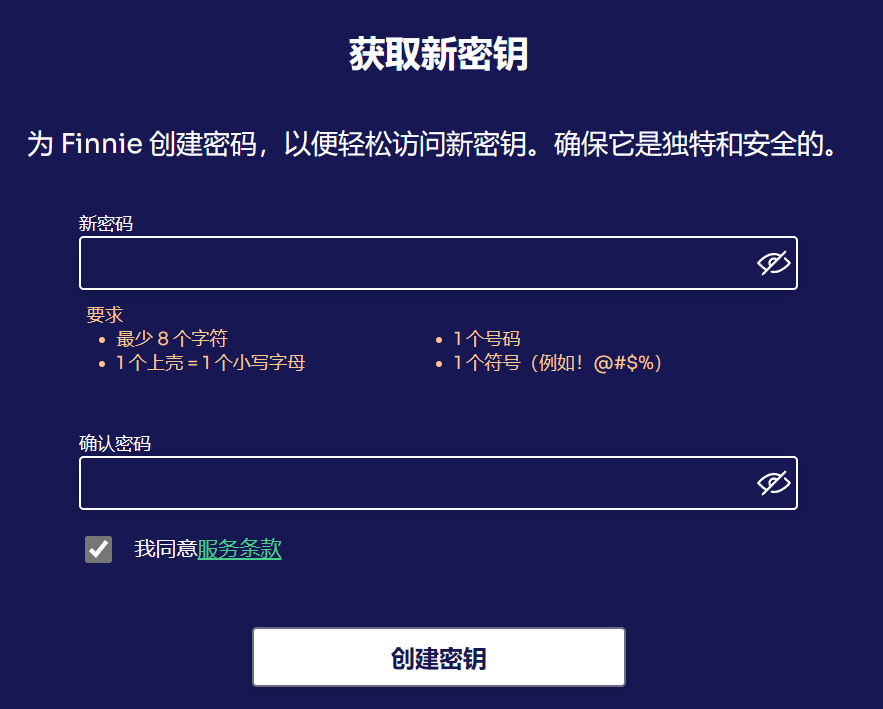 获取新密钥
为 Finnie 创建密码，以便轻松访问新密钥。确保它是独特和安全的。
新密码
要求
• 最少 8 个字符
• 1 个号码
• 1 个上壳 = 1 个小写字母
• 1 个符号（例如！@#$%）
确认密码
我同意服务条款
创建密钥